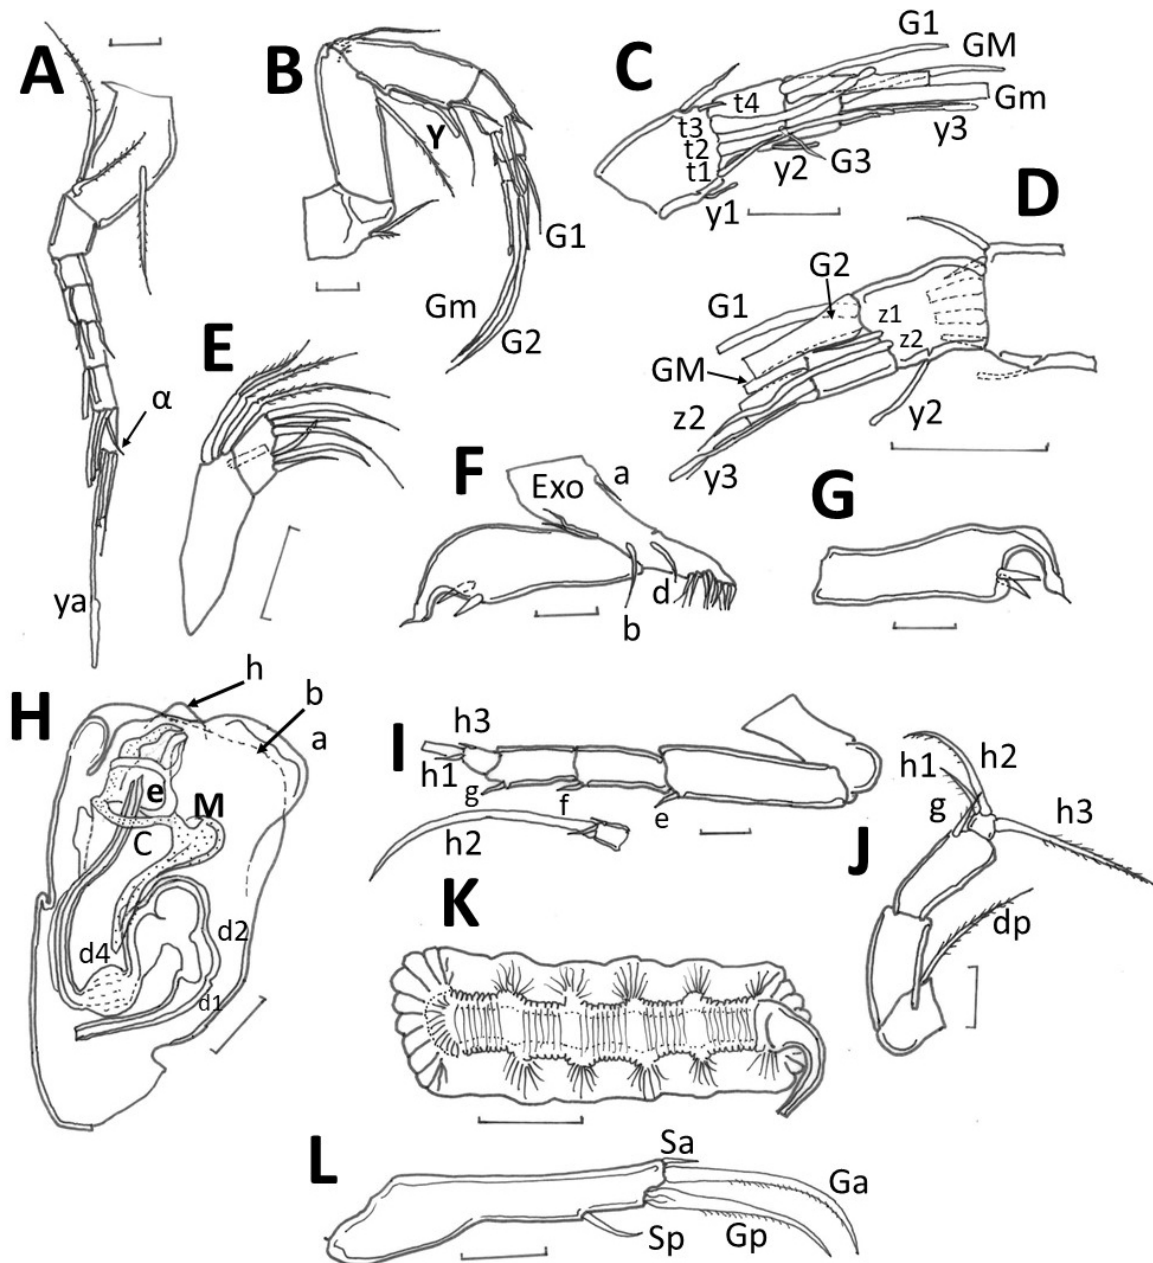 A
α
ya
B
Y
G1
Gm
G2
C
G1
GM
Gm
t4
t3
t2
t1
y3
y2
G3
y1
D
G2
G1
z1
z2
GM
z2
y2
y3
E
F
Exo
a
d
b
G
H
h
b
a
e
M
C
d4
d2
d1
I
h3
h1
g
f
e
h2
J
h1
h2
g
h3
dp
K
L
Sa
Ga
Sp
Gp